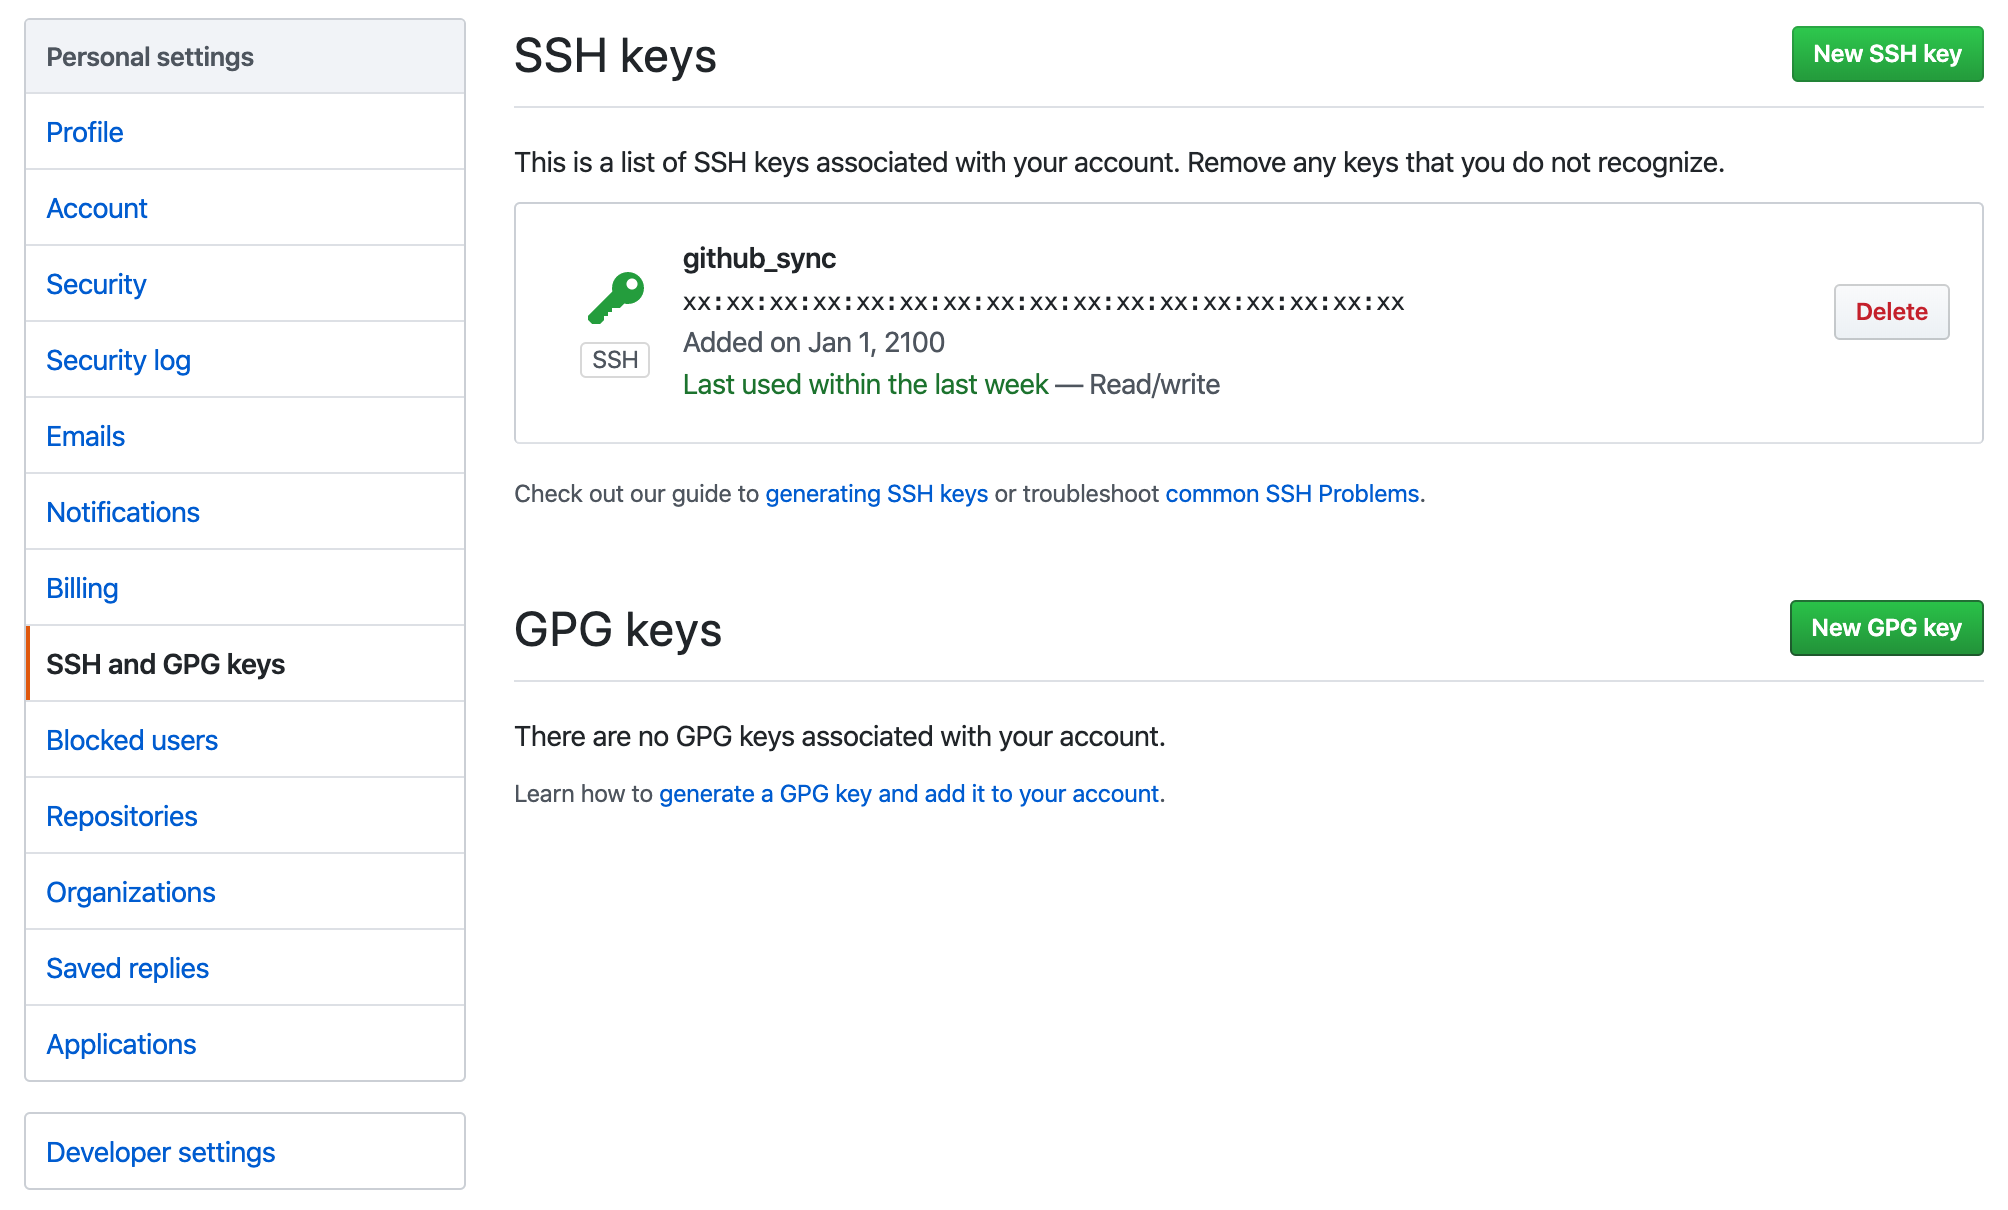 Personal settings
Profile
Account
Security
Security log
Emails
Notifications
Billing
SSH and GPG keys
Blocked users
Repositories
Organizations
Saved replies
Applications
Developer settings
SSH keys
New SSH key
This is a list of SSH keys associated with your account. Remove any keys that you do not recognize.
github_sync
xx:xx:xx:xx:xx:xx:xx:xx:xx:xx:xx:xx:xx:xx:xx:xx:xx
Added on Jan 1, 2100
Last used within the last week — Read/write
SSH
Delete
Check out our guide to generating SSH keys or troubleshoot common SSH Problems.
GPG keys
New GPG key
There are no GPG keys associated with your account.
Learn how to generate a GPG key and add it to your account.